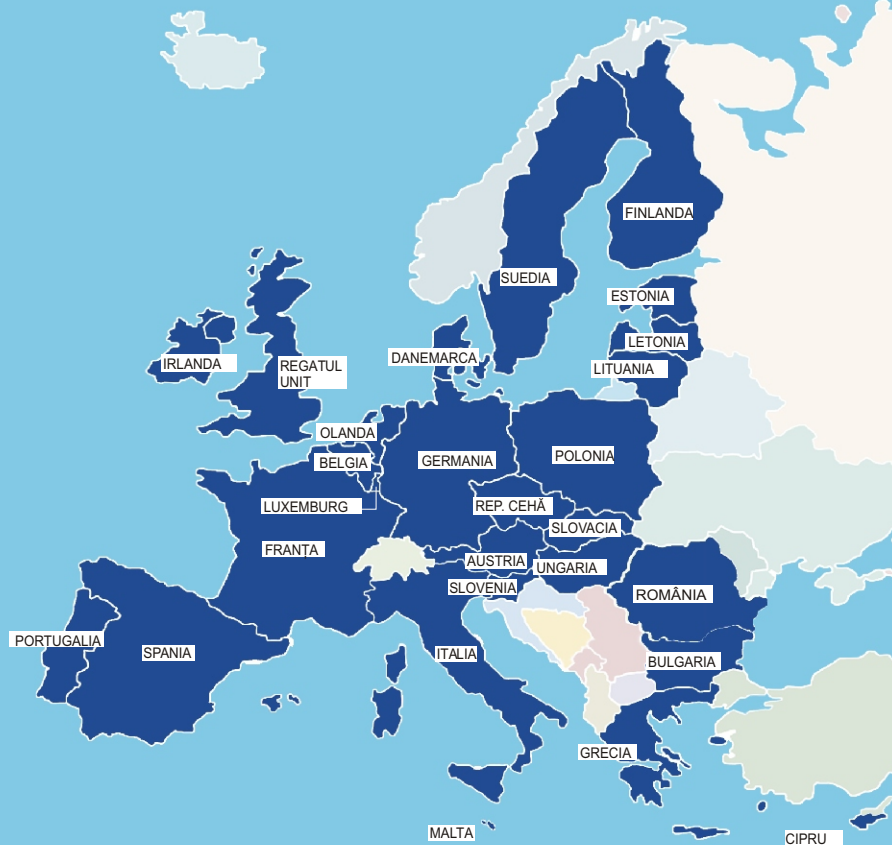 FINLANDA
SUEDIA
ESTONIA
LETONIA
DANEMARCA
IRLANDA
REGATUL
UNIT
LITUANIA
OLANDA
BELGIA
GERMANIA
POLONIA
LUXEMBURG
REP. CEHĂ
SLOVACIA
FRANȚA
AUSTRIA
UNGARIA
SLOVENIA
ROMÂNIA
PORTUGALIA
SPANIA
ITALIA
BULGARIA
GRECIA
MALTA
CIPRU